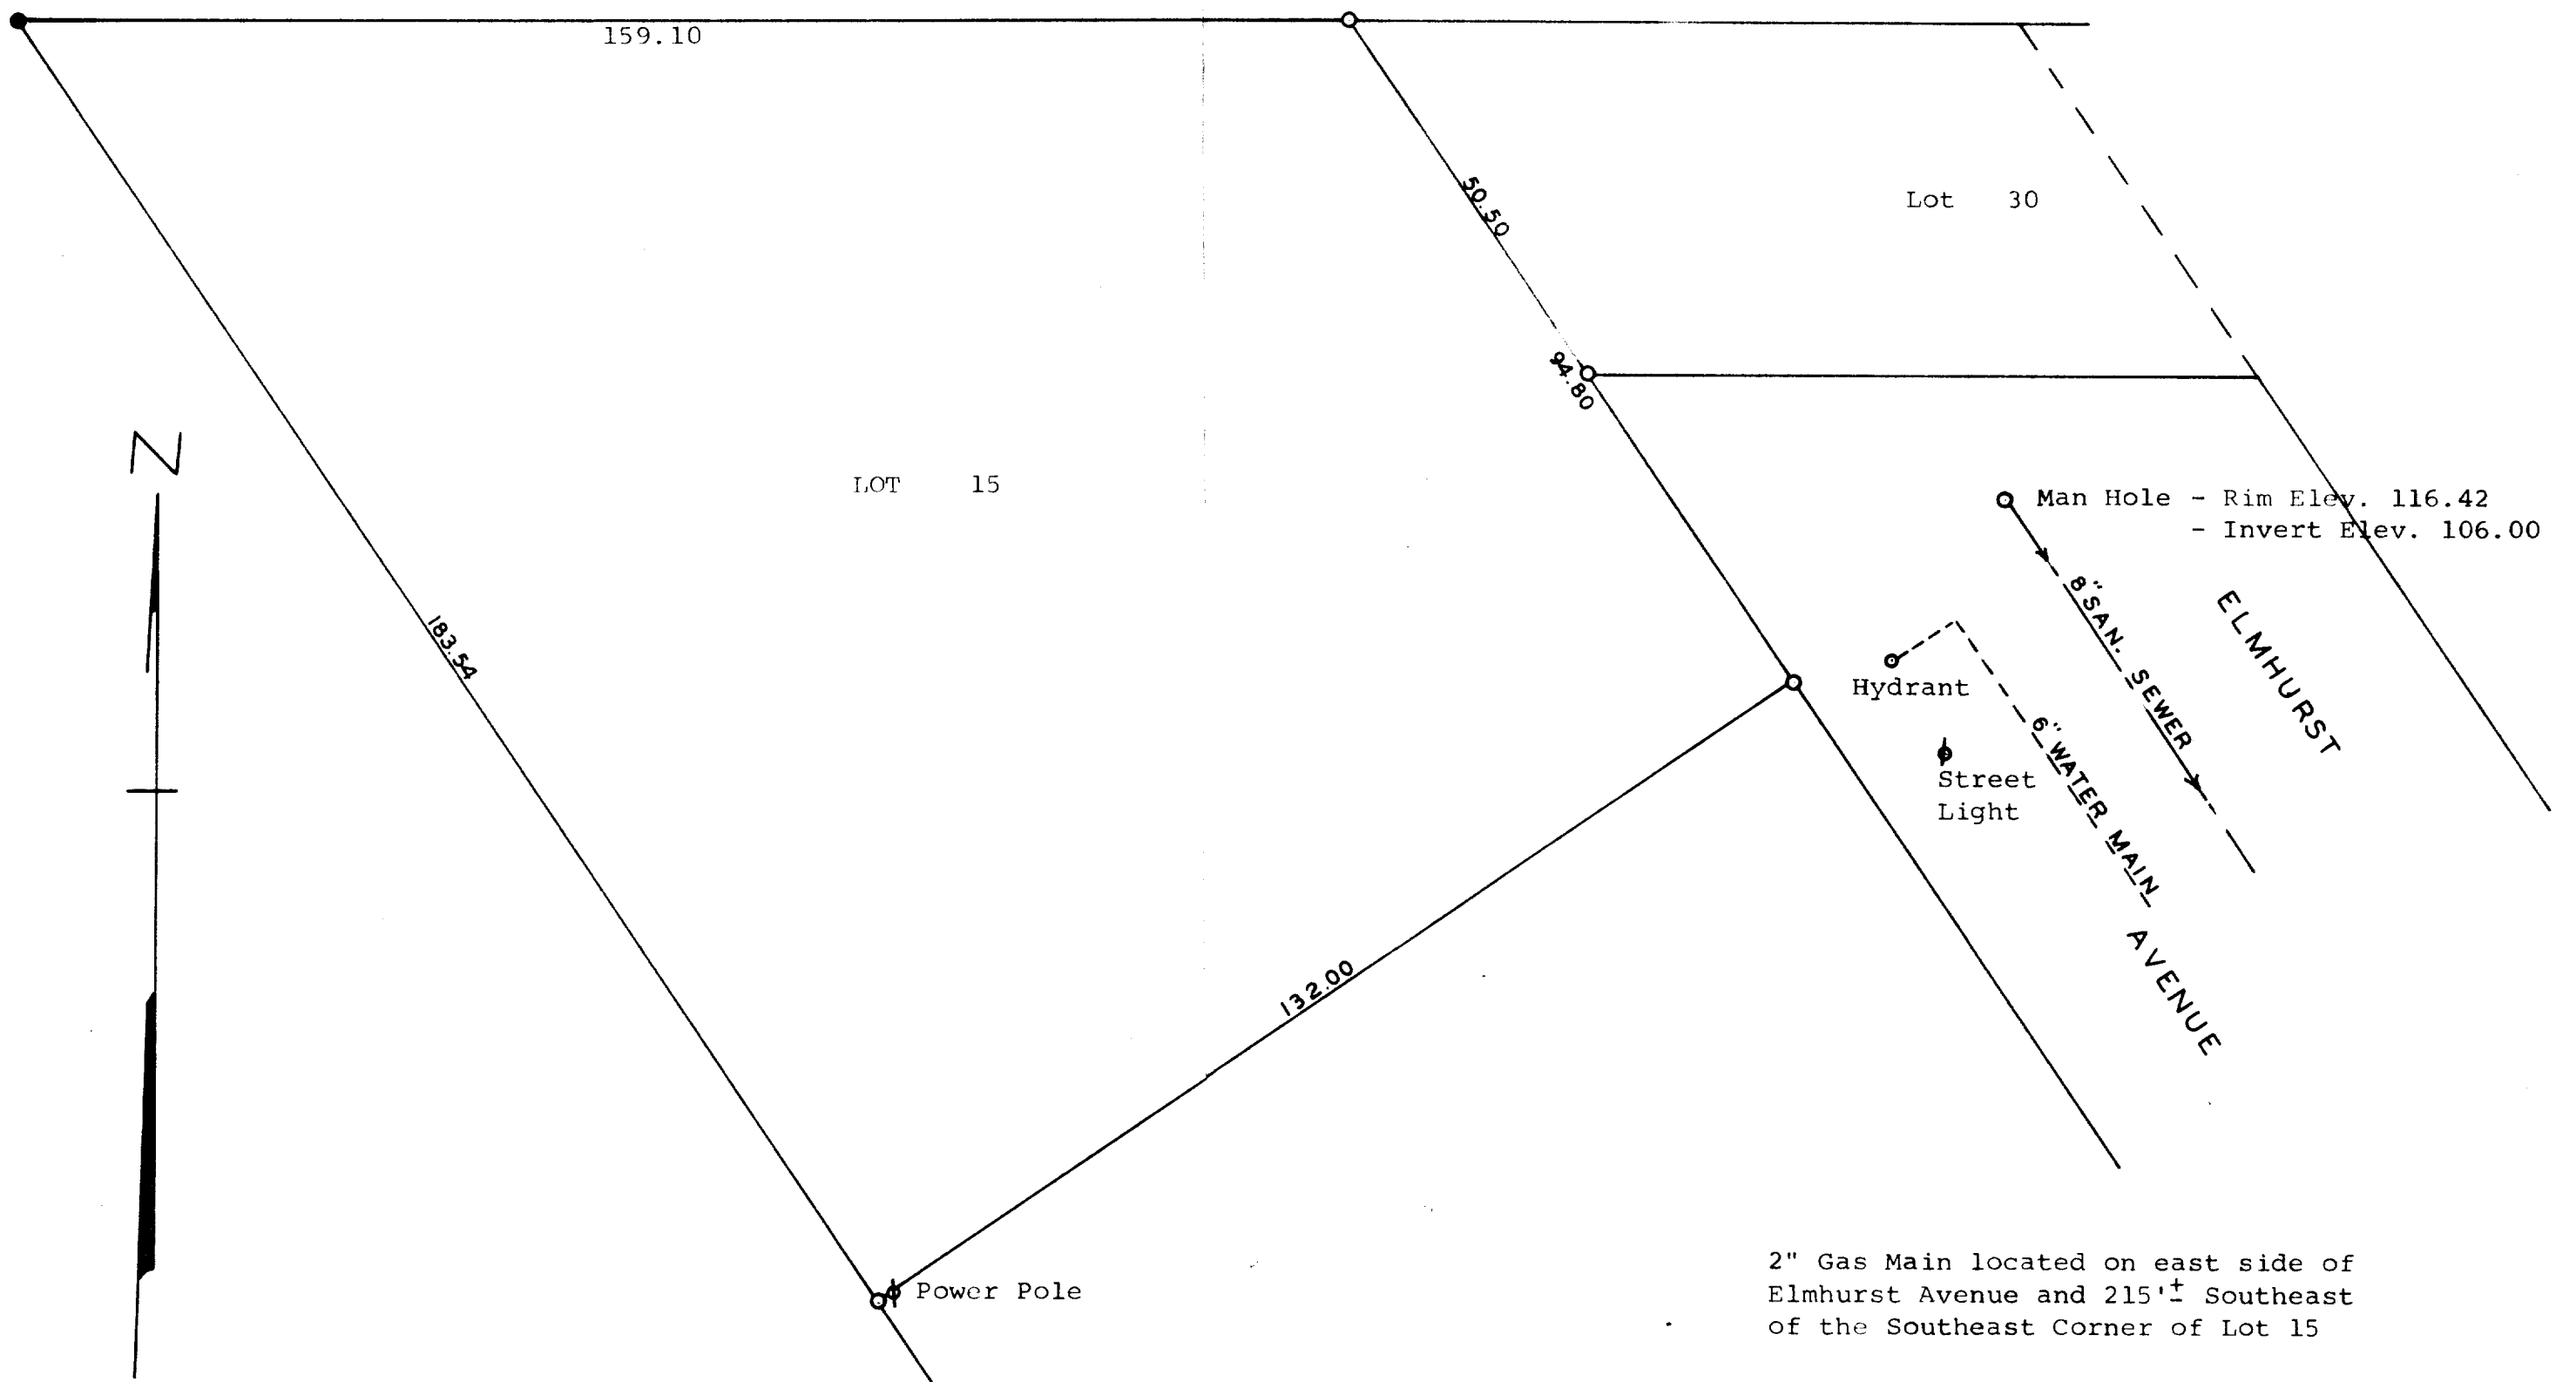 159.10
50.50
Lot 30
94.80
N
LOT 15
Man Hole - Rim Elev. 116.42
- Invert Elev. 106.00
8" SAN. SEWER
ELMHURST
183.54
Hydrant
6" WATER MAIN
Street
Light
AVENUE
132.00
Power Pole
2" Gas Main located on east side of
Elmhurst Avenue and 215'± Southeast
of the Southeast Corner of Lot 15